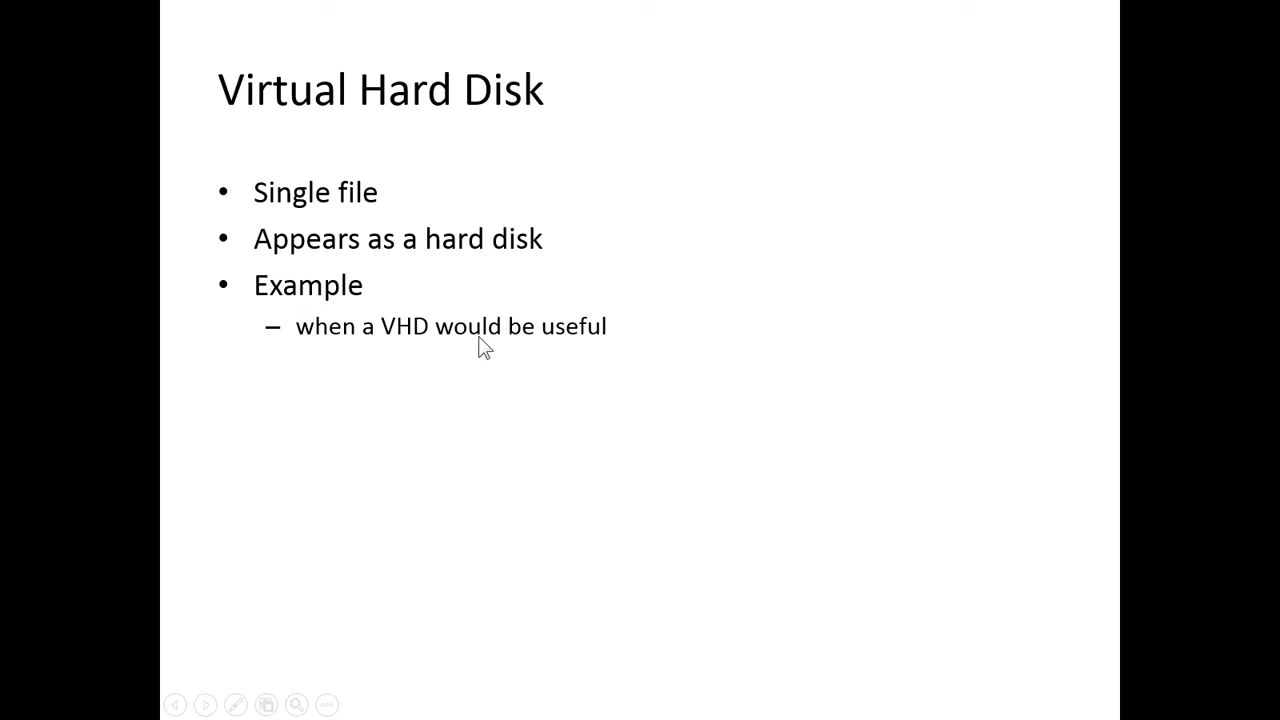 Virtual Hard Disk
• Single file
• Appears as a hard disk
• Example
– when a VHD would be useful